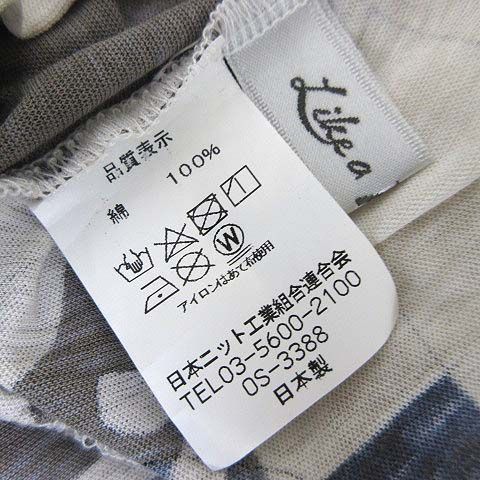 Like a
品質表示
綿 100%
W
アイロンはあて布使用
日本ニット工業組合連合会
TEL03-5600-2100
OS-3388
日本製